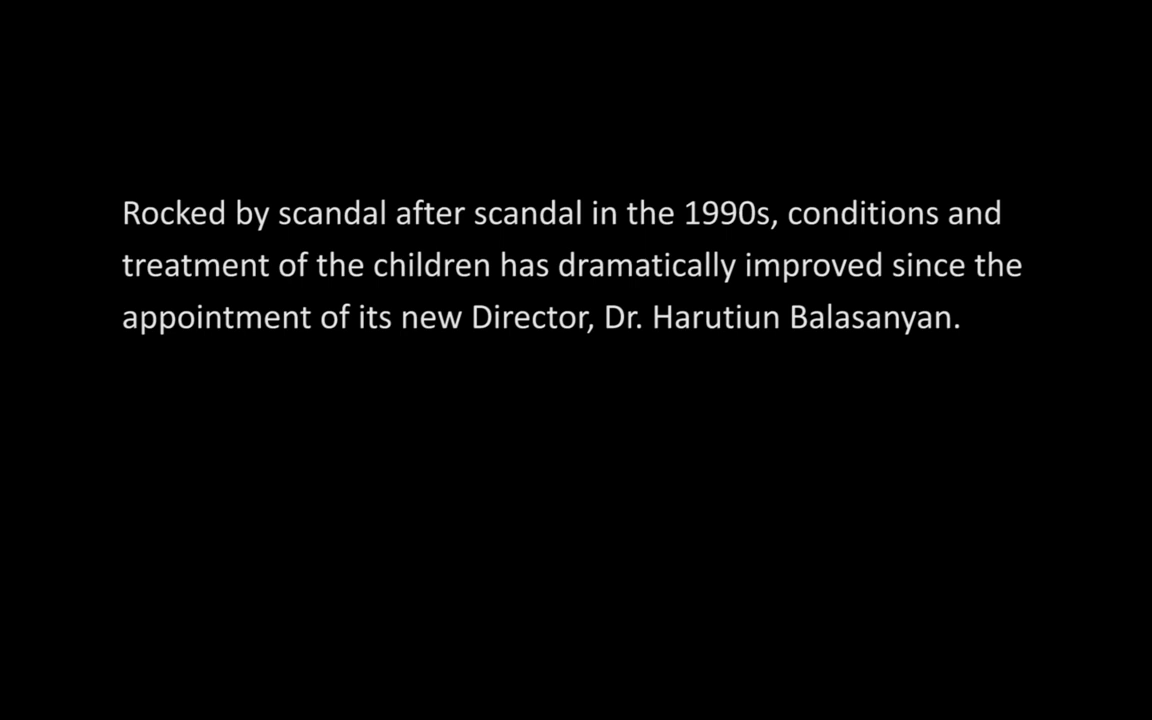 Rocked by scandal after scandal in the 1990s, conditions and
treatment of the children has dramatically improved since the
appointment of its new Director, Dr. Harutiun Balasanyan.